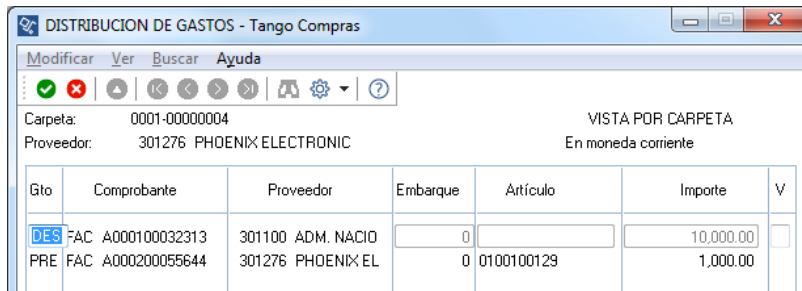 DISTRIBUCION DE GASTOS - Tango Compras
Modificar Ver Buscar Ayuda
Carpeta: 0001-00000004 VISTA POR CARPETA
Proveedor: 301276 PHOENIX ELECTRONIC En moneda corriente
Gto Comprobante Proveedor Embarque Artículo Importe V
DES FAC A000100032313 301100 ADM. NACIO 0 10,000.00
PRE FAC A000200055644 301276 PHOENIX EL 0 0100100129 1,000.00